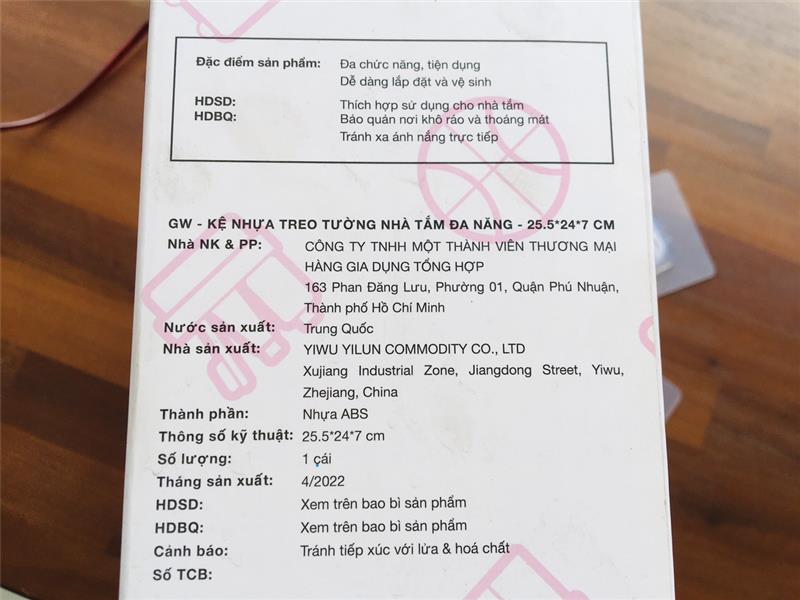 Đặc điểm sản phẩm: Đa chức năng, tiện dụng
Dễ dàng lắp đặt và vệ sinh
HDSD: Thích hợp sử dụng cho nhà tắm
HDBQ: Bảo quản nơi khô ráo và thoáng mát
Tránh xa ánh nắng trực tiếp
GW - KỆ NHỰA TREO TƯỜNG NHÀ TẮM ĐA NĂNG - 25.5*24*7 CM
Nhà NK & PP: CÔNG TY TNHH MỘT THÀNH VIÊN THƯƠNG MẠI
HÀNG GIA DỤNG TỔNG HỢP
163 Phan Đăng Lưu, Phường 01, Quận Phú Nhuận,
Thành phố Hồ Chí Minh
Nước sản xuất: Trung Quốc
Nhà sản xuất: YIWU YILUN COMMODITY CO., LTD
Xujiang Industrial Zone, Jiangdong Street, Yiwu,
Zhejiang, China
Thành phần: Nhựa ABS
Thông số kỹ thuật: 25.5*24*7 cm
Số lượng: 1 cái
Tháng sản xuất: 4/2022
HDSD: Xem trên bao bì sản phẩm
HDBQ: Xem trên bao bì sản phẩm
Cảnh báo: Tránh tiếp xúc với lửa & hoá chất
Số TCB: